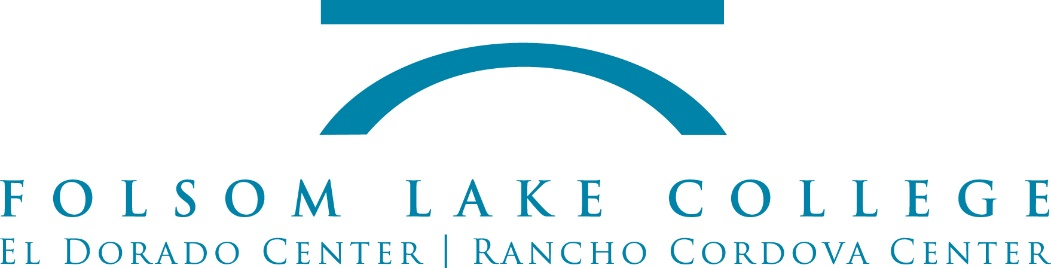 FOLSOM LAKE COLLEGE
EL DORADO CENTER | RANCHO CORDOVA CENTER